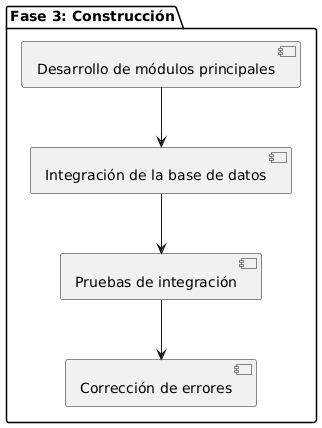 Fase 3: Construcción
Desarrollo de módulos principales
Integración de la base de datos
Pruebas de integración
Corrección de errores